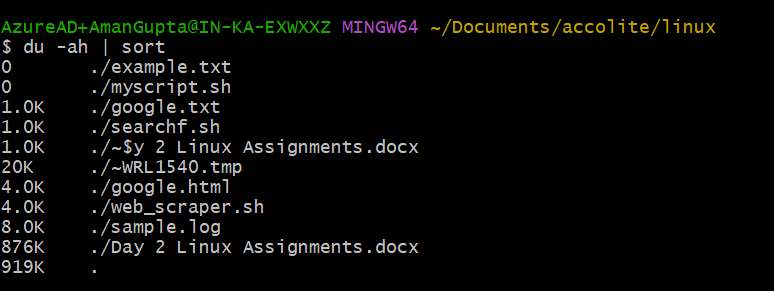 AzureAD+AmanGupta@IN-KA-EXWXXZ MINGW64 ~/Documents/accolite/linux
$ du -ah | sort
0       ./example.txt
0       ./myscript.sh
1.0K    ./google.txt
1.0K    ./searchf.sh
1.0K    ./~$y 2 Linux Assignments.docx
20K     ./~WRL1540.tmp
4.0K    ./google.html
4.0K    ./web_scraper.sh
8.0K    ./sample.log
876K    ./Day 2 Linux Assignments.docx
919K    .